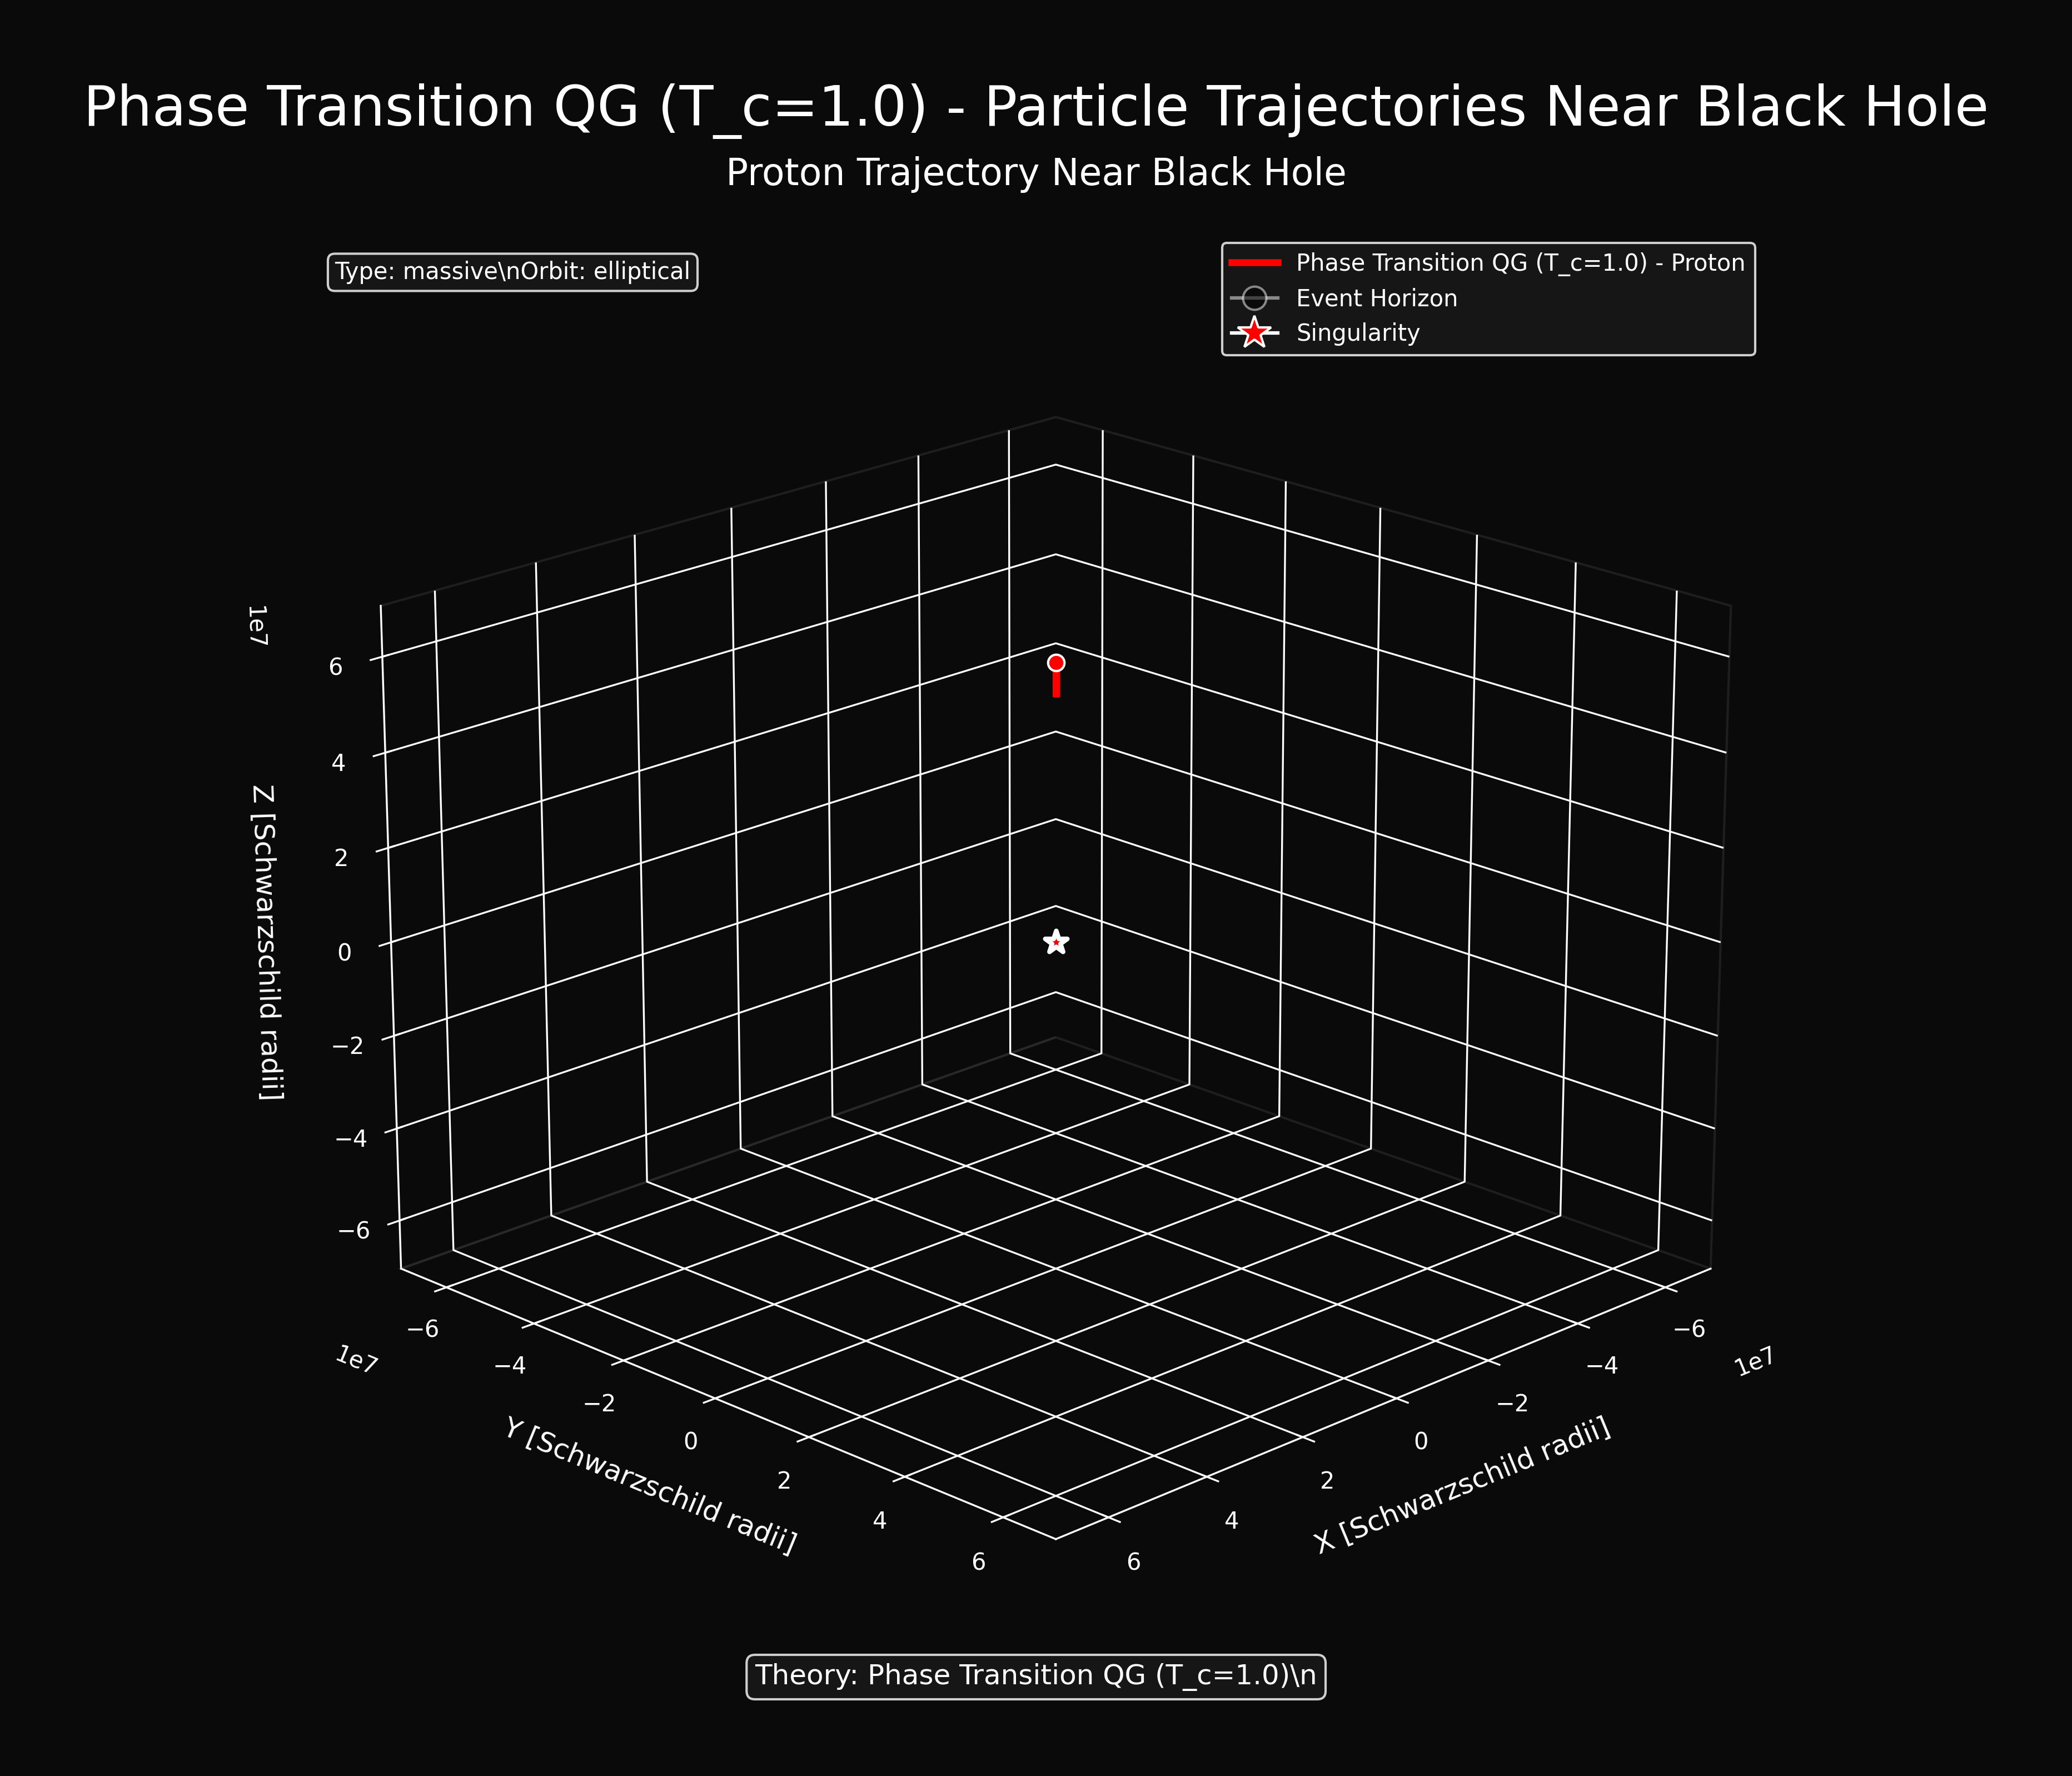 Phase Transition QG (T_c=1.0) - Particle Trajectories Near Black Hole
Proton Trajectory Near Black Hole
Type: massive\nOrbit: elliptical
Phase Transition QG (T_c=1.0) - Proton
Event Horizon
Singularity
1e7
6
4
2
0
−2
−4
−6
Z [Schwarzschild radii]
−6
−4
−2
0
2
4
6
1e7
Y [Schwarzschild radii]
−6
−4
−2
0
2
4
6
1e7
X [Schwarzschild radii]
Theory: Phase Transition QG (T_c=1.0)\n